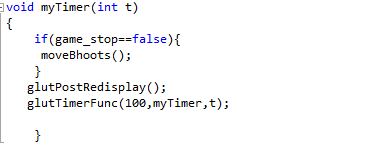 void myTimer(int t)
{
if(game_stop==false){
moveBhoots();
}
glutPostRedisplay();
glutTimerFunc(100,myTimer,t);
}